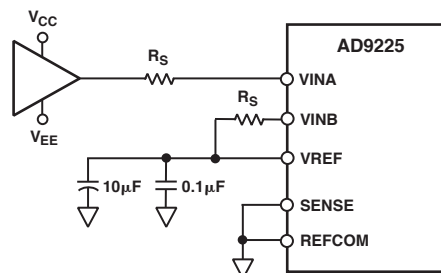 VCC
AD9225
RS
VINA
RS
VINB
VEE
VREF
10µF
0.1µF
SENSE
REFCOM